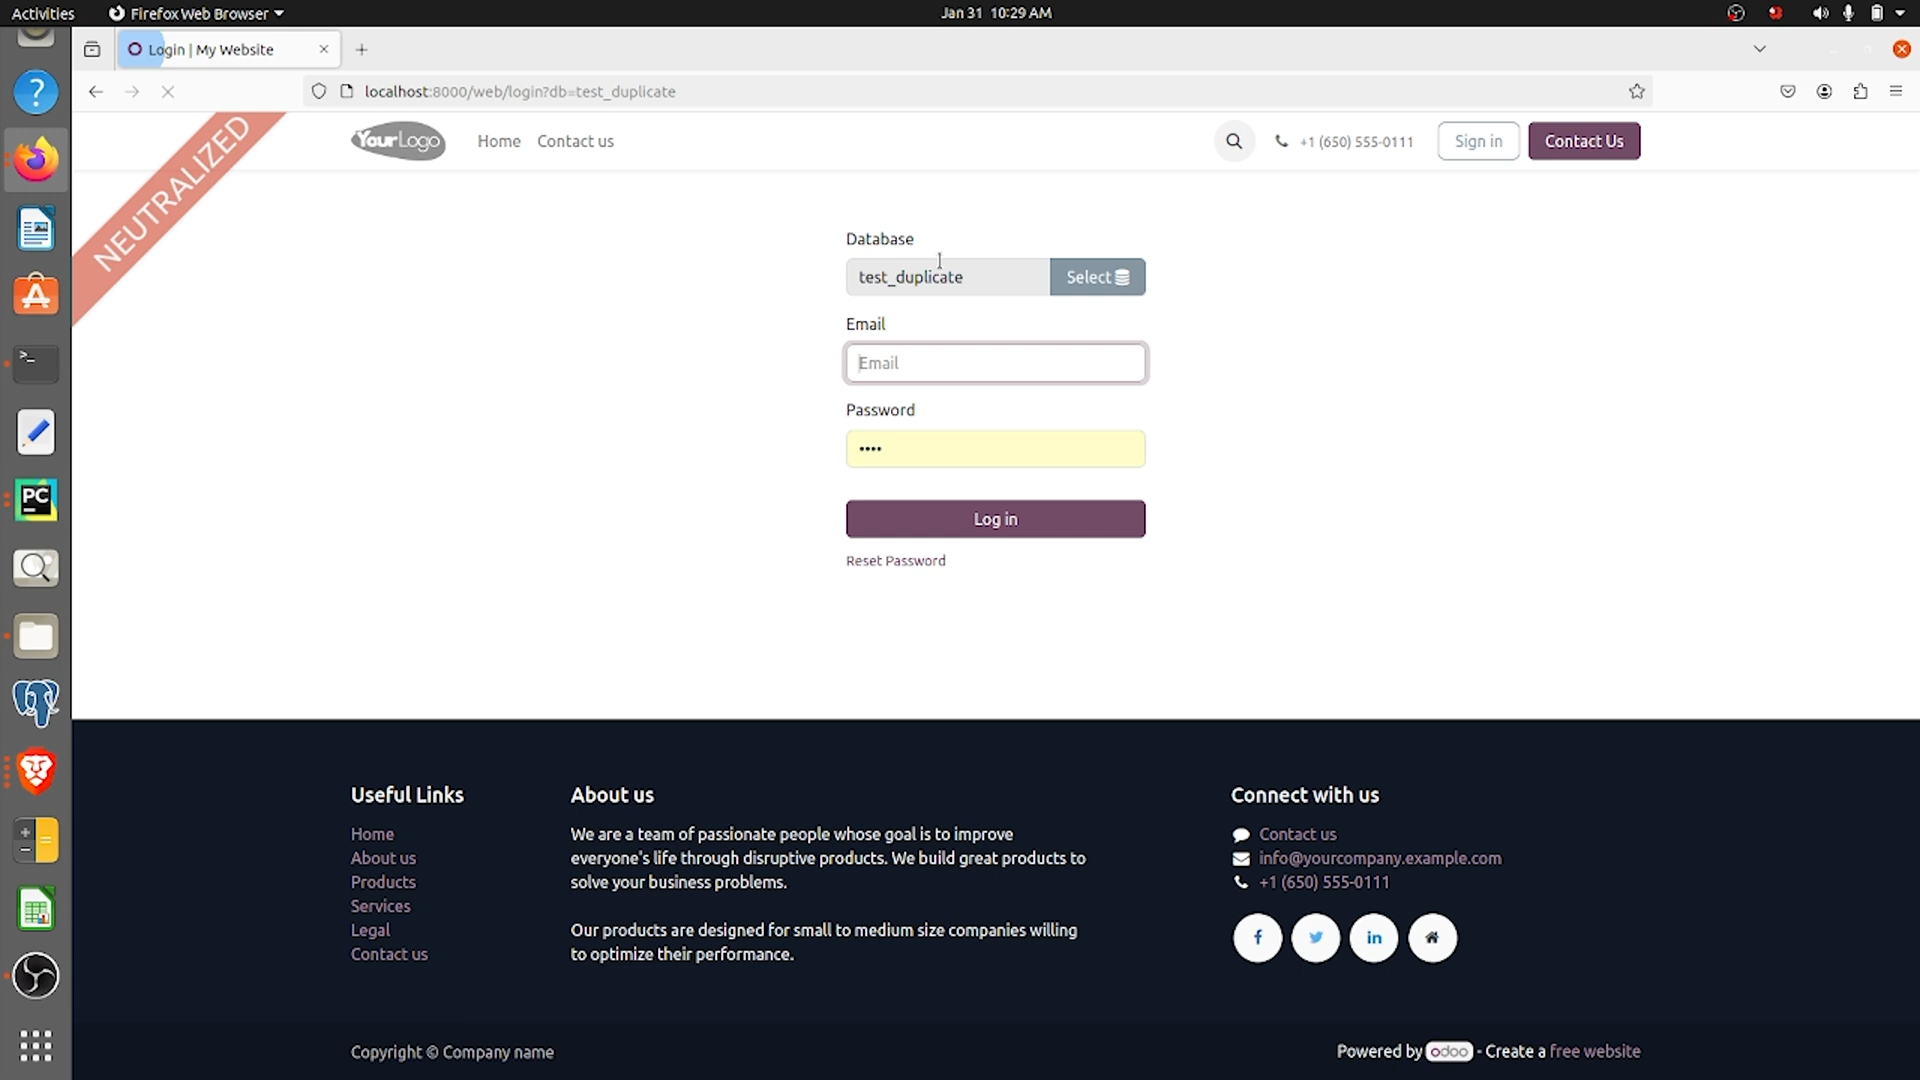 Activities
Firefox Web Browser
Jan 31 10:29 AM
Login | My Website
localhost:8000/web/login?db=test_duplicate
NEUTRALIZED
YourLogo
Home
Contact us
+1 (650) 555-0111
Sign in
Contact Us
Database
test_duplicate
Select
Email
Email
Password
••••
Log in
Reset Password
Useful Links
Home
About us
Products
Services
Legal
Contact us
About us
We are a team of passionate people whose goal is to improve
everyone's life through disruptive products. We build great products to
solve your business problems.
Our products are designed for small to medium size companies willing
to optimize their performance.
Connect with us
Contact us
info@yourcompany.example.com
+1 (650) 555-0111
Copyright © Company name
Powered by odoo - Create a free website
PC